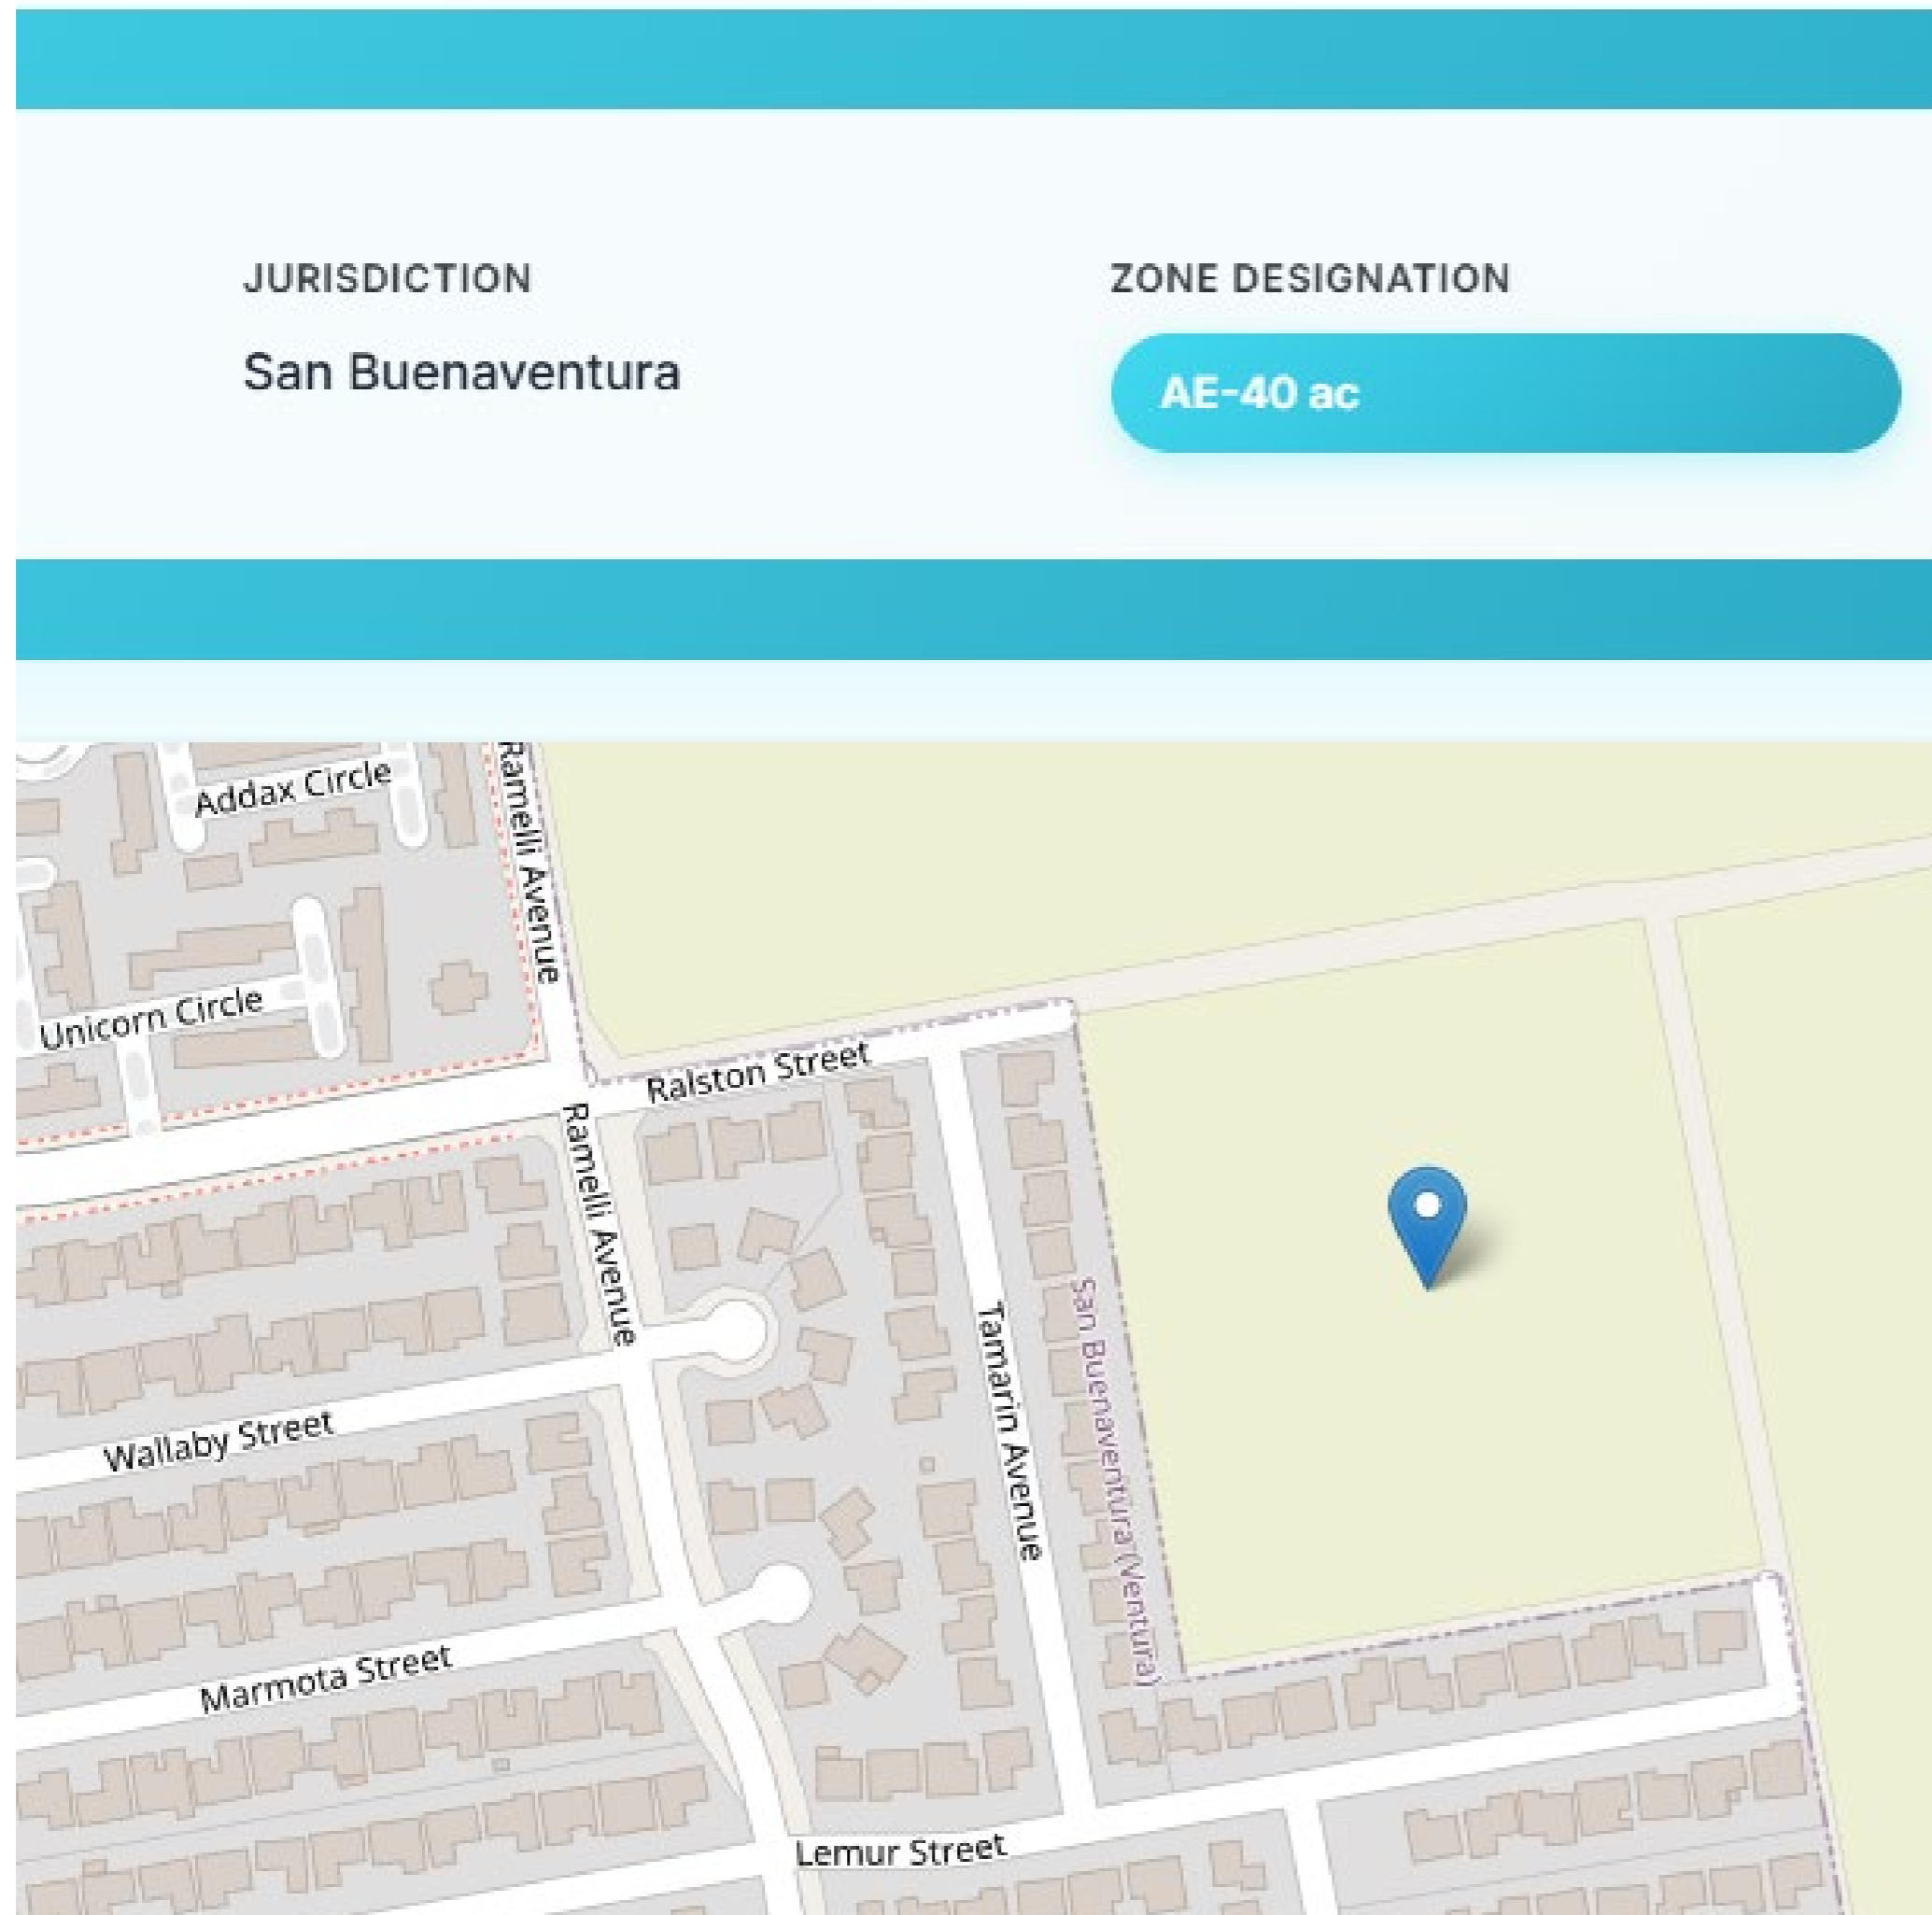 JURISDICTION
San Buenaventura
ZONE DESIGNATION
AE-40 ac
Addax Circle
Ramelli Avenue
Unicorn Circle
Ralston Street
Ramelli Avenue
San Buenaventura (Ventura)
Tamarin Avenue
Wallaby Street
Marmota Street
Lemur Street